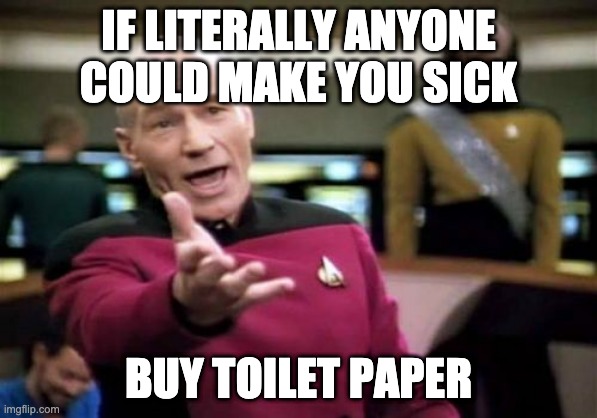 IF LITERALLY ANYONE
COULD MAKE YOU SICK
BUY TOILET PAPER
imgflip.com